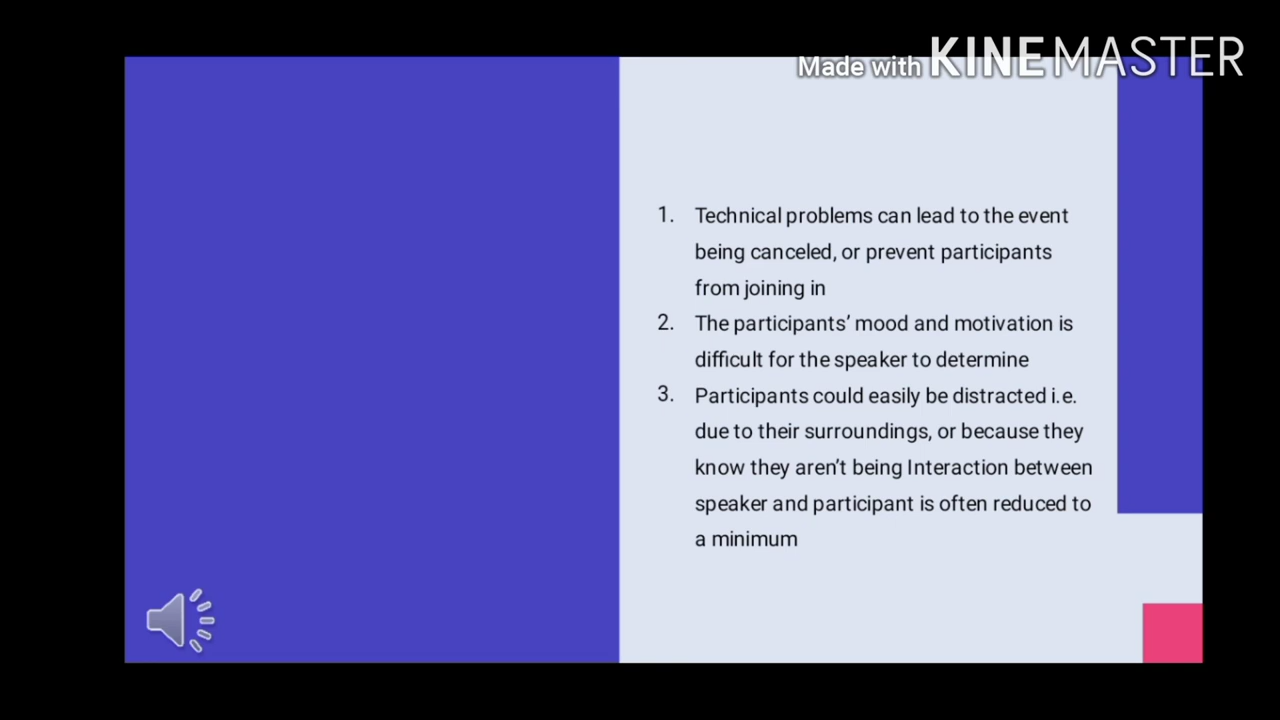 Made with KINEMASTER
1. Technical problems can lead to the event
being canceled, or prevent participants
from joining in
2. The participants’ mood and motivation is
difficult for the speaker to determine
3. Participants could easily be distracted i.e.
due to their surroundings, or because they
know they aren’t being Interaction between
speaker and participant is often reduced to
a minimum